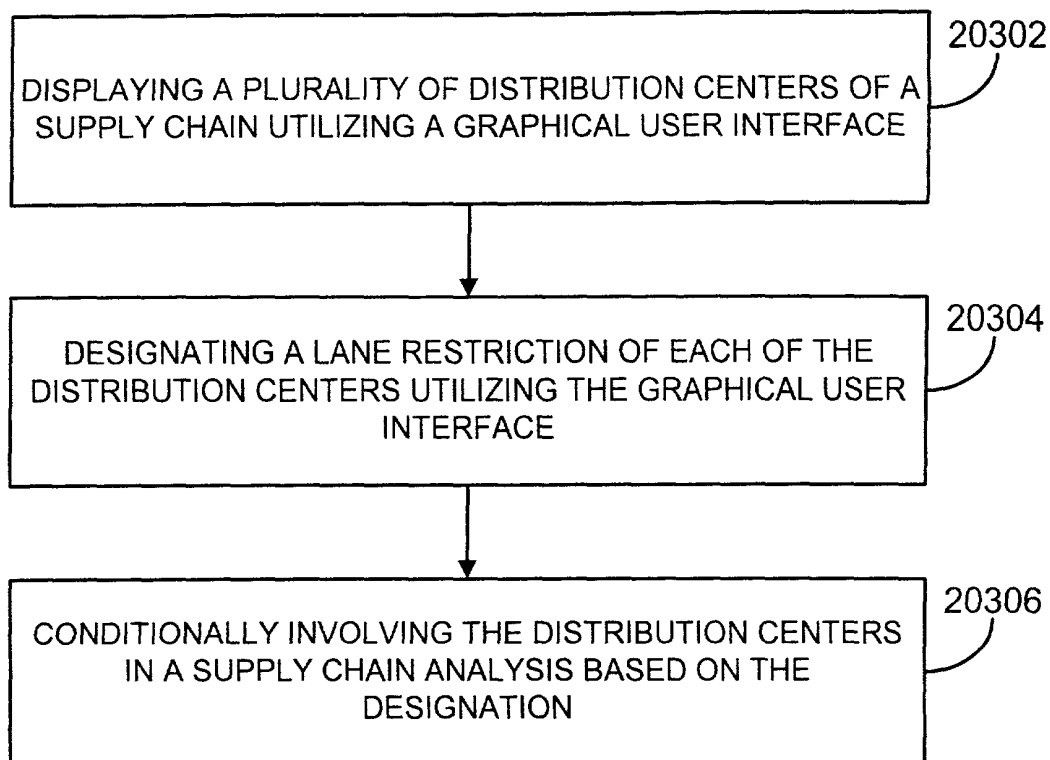 20302
DISPLAYING A PLURALITY OF DISTRIBUTION CENTERS OF A
SUPPLY CHAIN UTILIZING A GRAPHICAL USER INTERFACE
20304
DESIGNATING A LANE RESTRICTION OF EACH OF THE
DISTRIBUTION CENTERS UTILIZING THE GRAPHICAL USER
INTERFACE
20306
CONDITIONALLY INVOLVING THE DISTRIBUTION CENTERS
IN A SUPPLY CHAIN ANALYSIS BASED ON THE
DESIGNATION